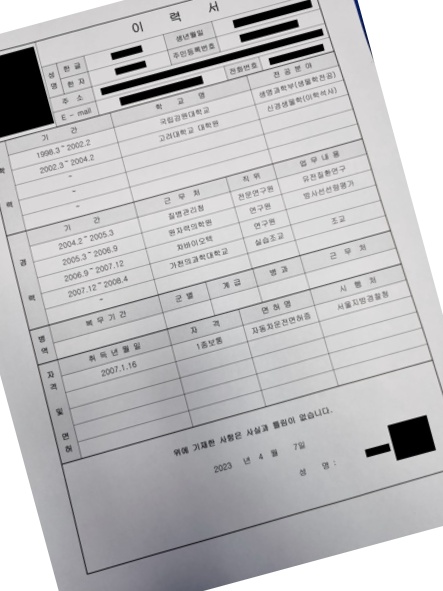 이 력 서
성 명 한 글
생년월일
한 자
주민등록번호
주 소
E - mail
전화번호
학 력
기 간 학 교 명 전 공 분 야
1998.3 ~ 2002.2 국립강원대학교 생명과학부(생물학전공)
2002.3 ~ 2004.2 고려대학교 대학원 신경생물학(이학석사)
~
~
~
경 력
기 간 근 무 처 직 위 업 무 내 용
2004.2 ~ 2005.3 질병관리청 전문연구원 유전질환연구
2005.3 ~ 2006.9 원자력의학원 연구원 방사선선량평가
2006.9 ~ 2007.12 차바이오텍 연구원
2007.12 ~ 2008.4 가천의과학대학교 실습조교 조교
~
병 역
복 무 기 간 군 별 계 급 병 과 근 무 처
자 격 및 면 허
취 득 년 월 일 자 격 면 허 명 시 행 처
2007.1.16 1종보통 자동차운전면허증 서울지방경찰청
위에 기재한 사항은 사실과 틀림이 없습니다.
2023 년 4 월 7일
성 명 :